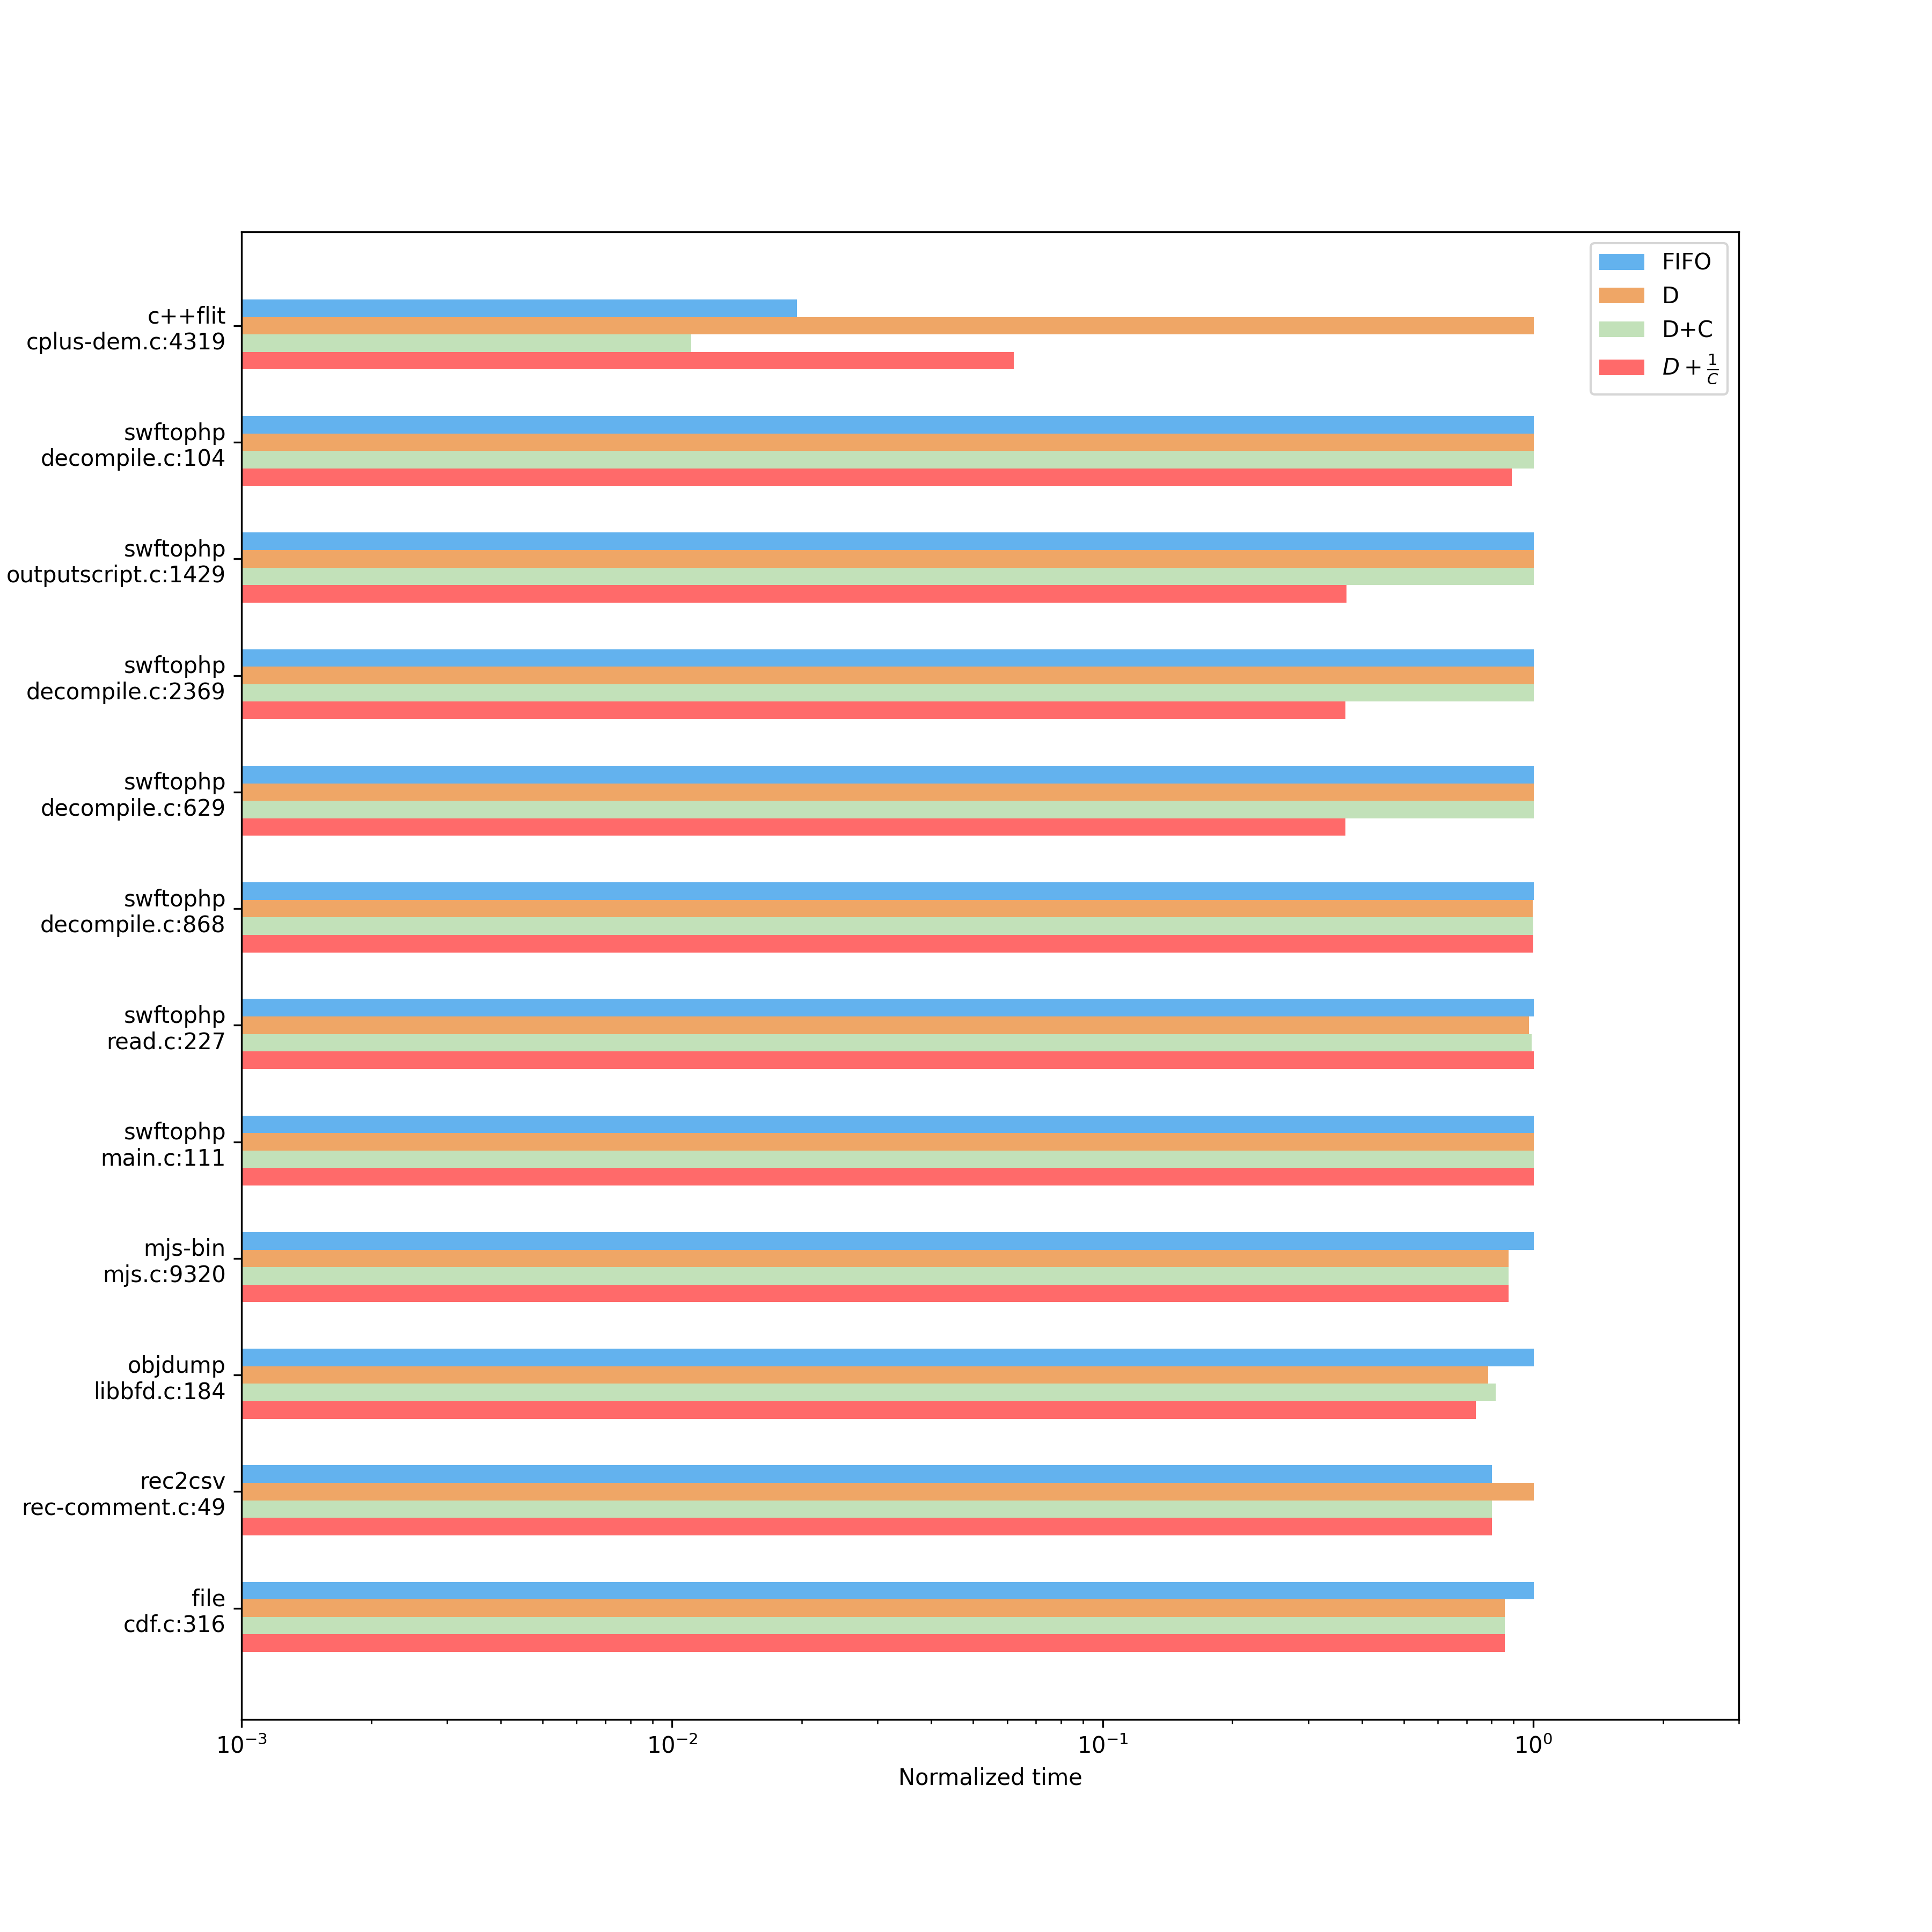 FIFO
D
D+C
D + 1/C
c++flit
cplus-dem.c:4319
swftophp
decompile.c:104
swftophp
outputscript.c:1429
swftophp
decompile.c:2369
swftophp
decompile.c:629
swftophp
decompile.c:868
swftophp
read.c:227
swftophp
main.c:111
mjs-bin
mjs.c:9320
objdump
libbfd.c:184
rec2csv
rec-comment.c:49
file
cdf.c:316
10⁻³ 10⁻² 10⁻¹ 10⁰
Normalized time